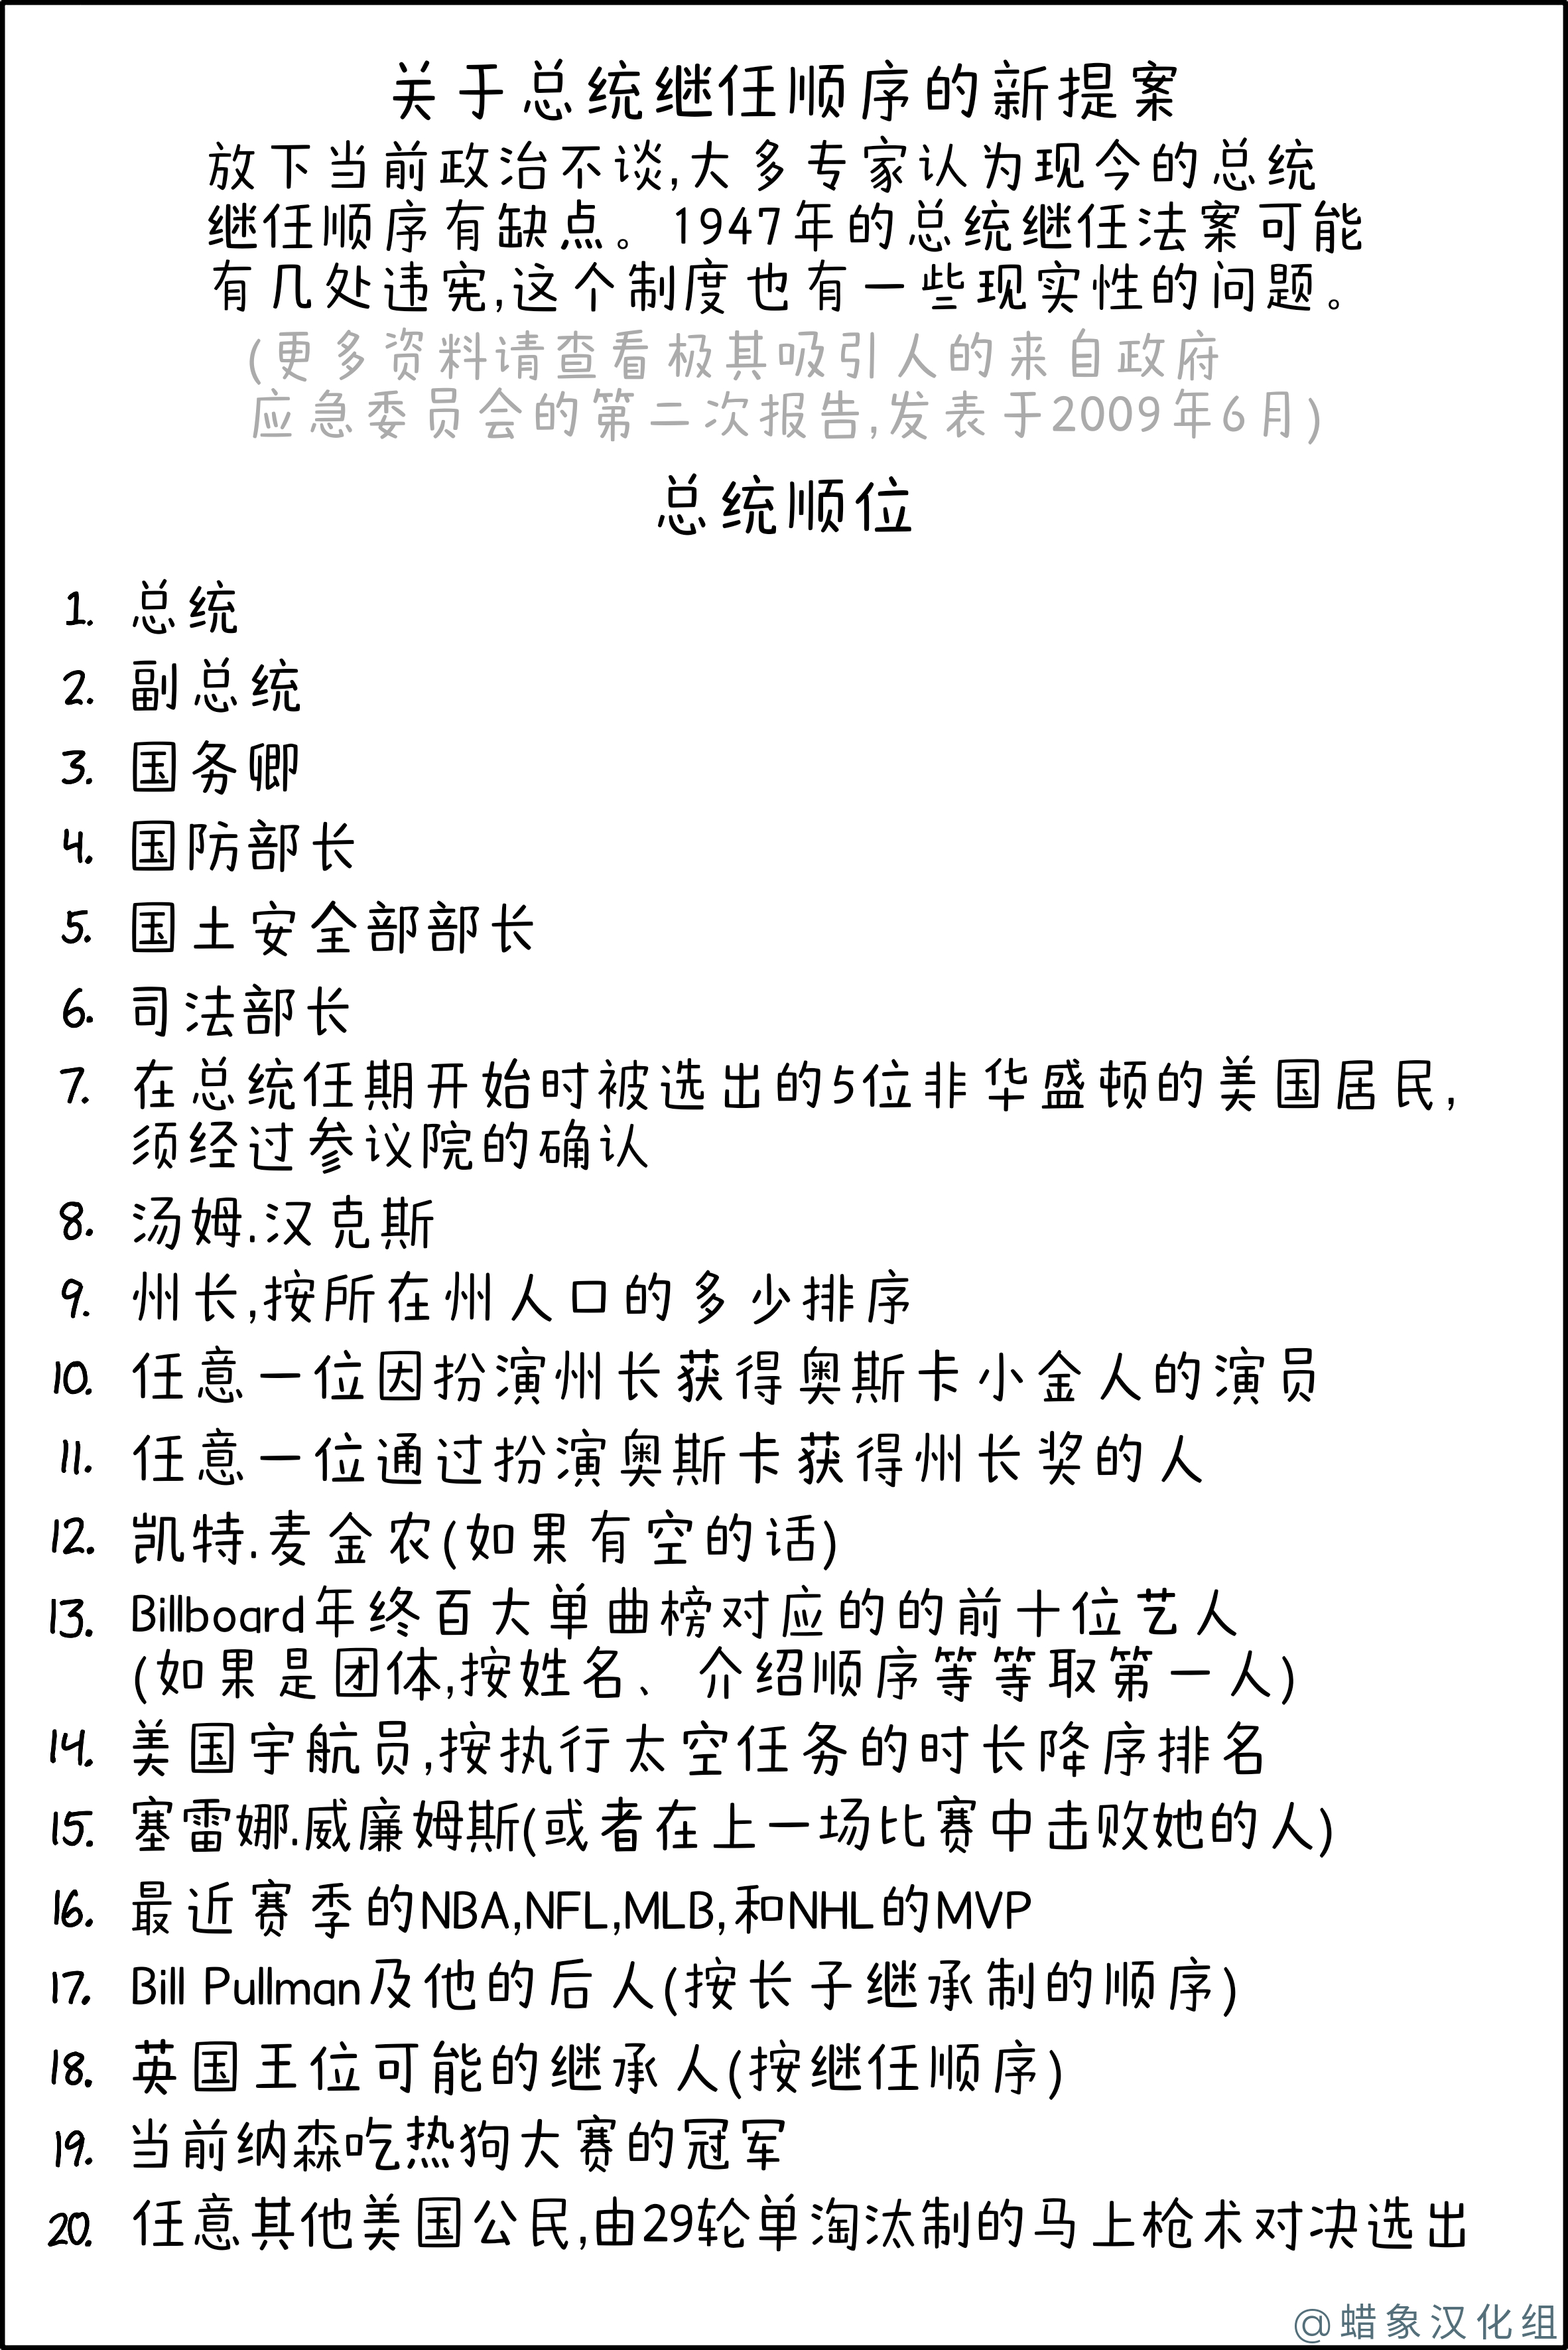 关于总统继任顺序的新提案
放下当前政治不谈,大多专家认为现今的总统
继任顺序有缺点。1947年的总统继任法案可能
有几处违宪,这个制度也有一些现实性的问题。
(更多资料请查看极其吸引人的来自政府
应急委员会的第二次报告,发表于2009年6月)
总统顺位
1. 总统
2. 副总统
3. 国务卿
4. 国防部长
5. 国土安全部部长
6. 司法部长
7. 在总统任期开始时被选出的5位非华盛顿的美国居民,
须经过参议院的确认
8. 汤姆.汉克斯
9. 州长,按所在州人口的多少排序
10. 任意一位因扮演州长获得奥斯卡小金人的演员
11. 任意一位通过扮演奥斯卡获得州长奖的人
12. 凯特.麦金农(如果有空的话)
13. Billboard年终百大单曲榜对应的的前十位艺人
(如果是团体,按姓名、介绍顺序等等取第一人)
14. 美国宇航员,按执行太空任务的时长降序排名
15. 塞雷娜.威廉姆斯(或者在上一场比赛中击败她的人)
16. 最近赛季的NBA,NFL,MLB,和NHL的MVP
17. Bill Pullman及他的后人(按长子继承制的顺序)
18. 英国王位可能的继承人(按继任顺序)
19. 当前纳森吃热狗大赛的冠军
20. 任意其他美国公民,由29轮单淘汰制的马上枪术对决选出
@蜡象汉化组